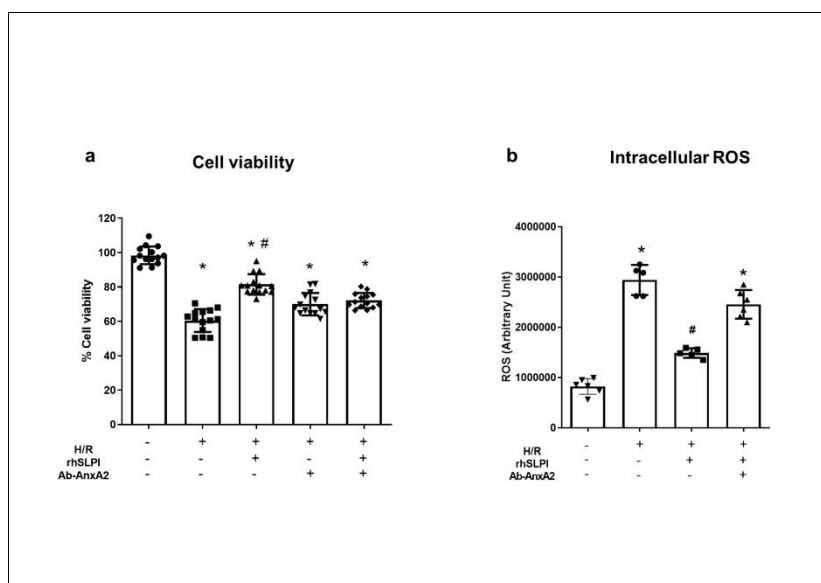 a
Cell viability
% Cell viability
120
100
80
60
40
20
0
*
* #
*
*
H/R - + + + +
rhSLPI - - + - +
Ab-AnxA2 - - - + +
b
Intracellular ROS
ROS (Arbitrary Unit)
4000000
3000000
2000000
1000000
0
*
#
*
H/R - + + +
rhSLPI - - + +
Ab-AnxA2 - - - +